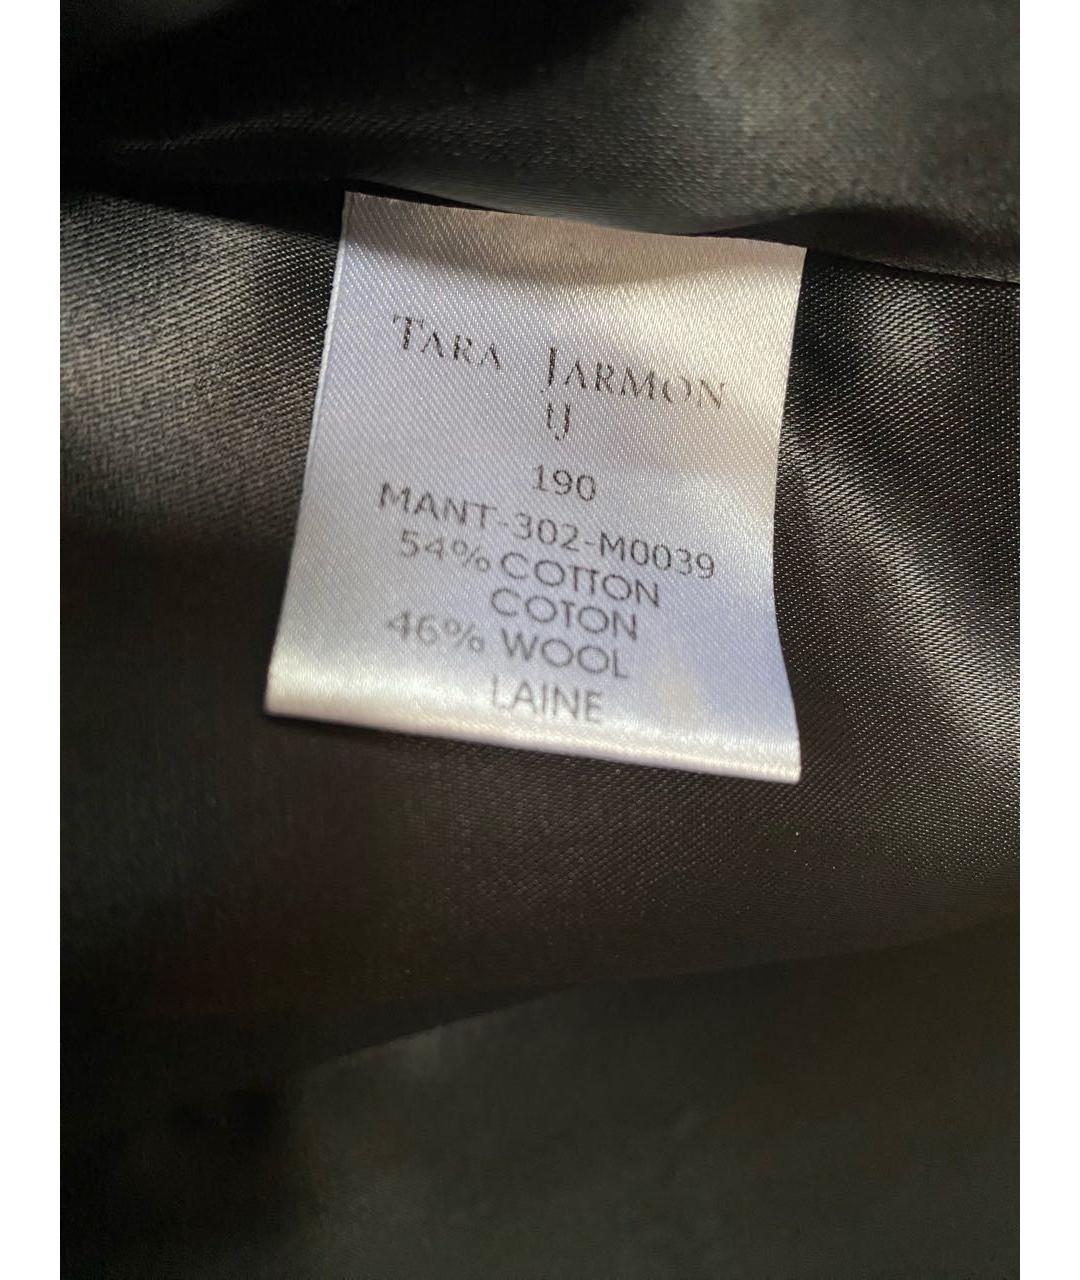 TARA JARMON
tJ
190
MANT-302-M0039
54% COTTON
COTON
46% WOOL
LAINE